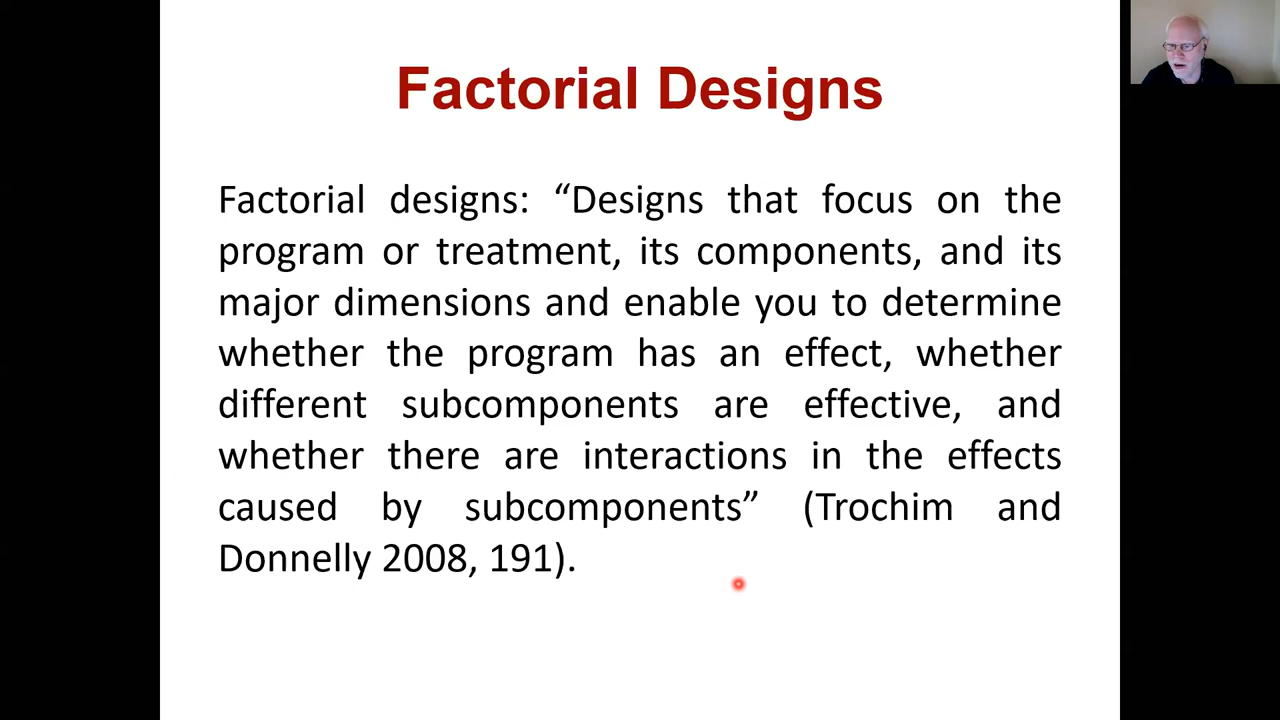 Factorial Designs
Factorial designs: “Designs that focus on the
program or treatment, its components, and its
major dimensions and enable you to determine
whether the program has an effect, whether
different subcomponents are effective, and
whether there are interactions in the effects
caused by subcomponents” (Trochim and
Donnelly 2008, 191).